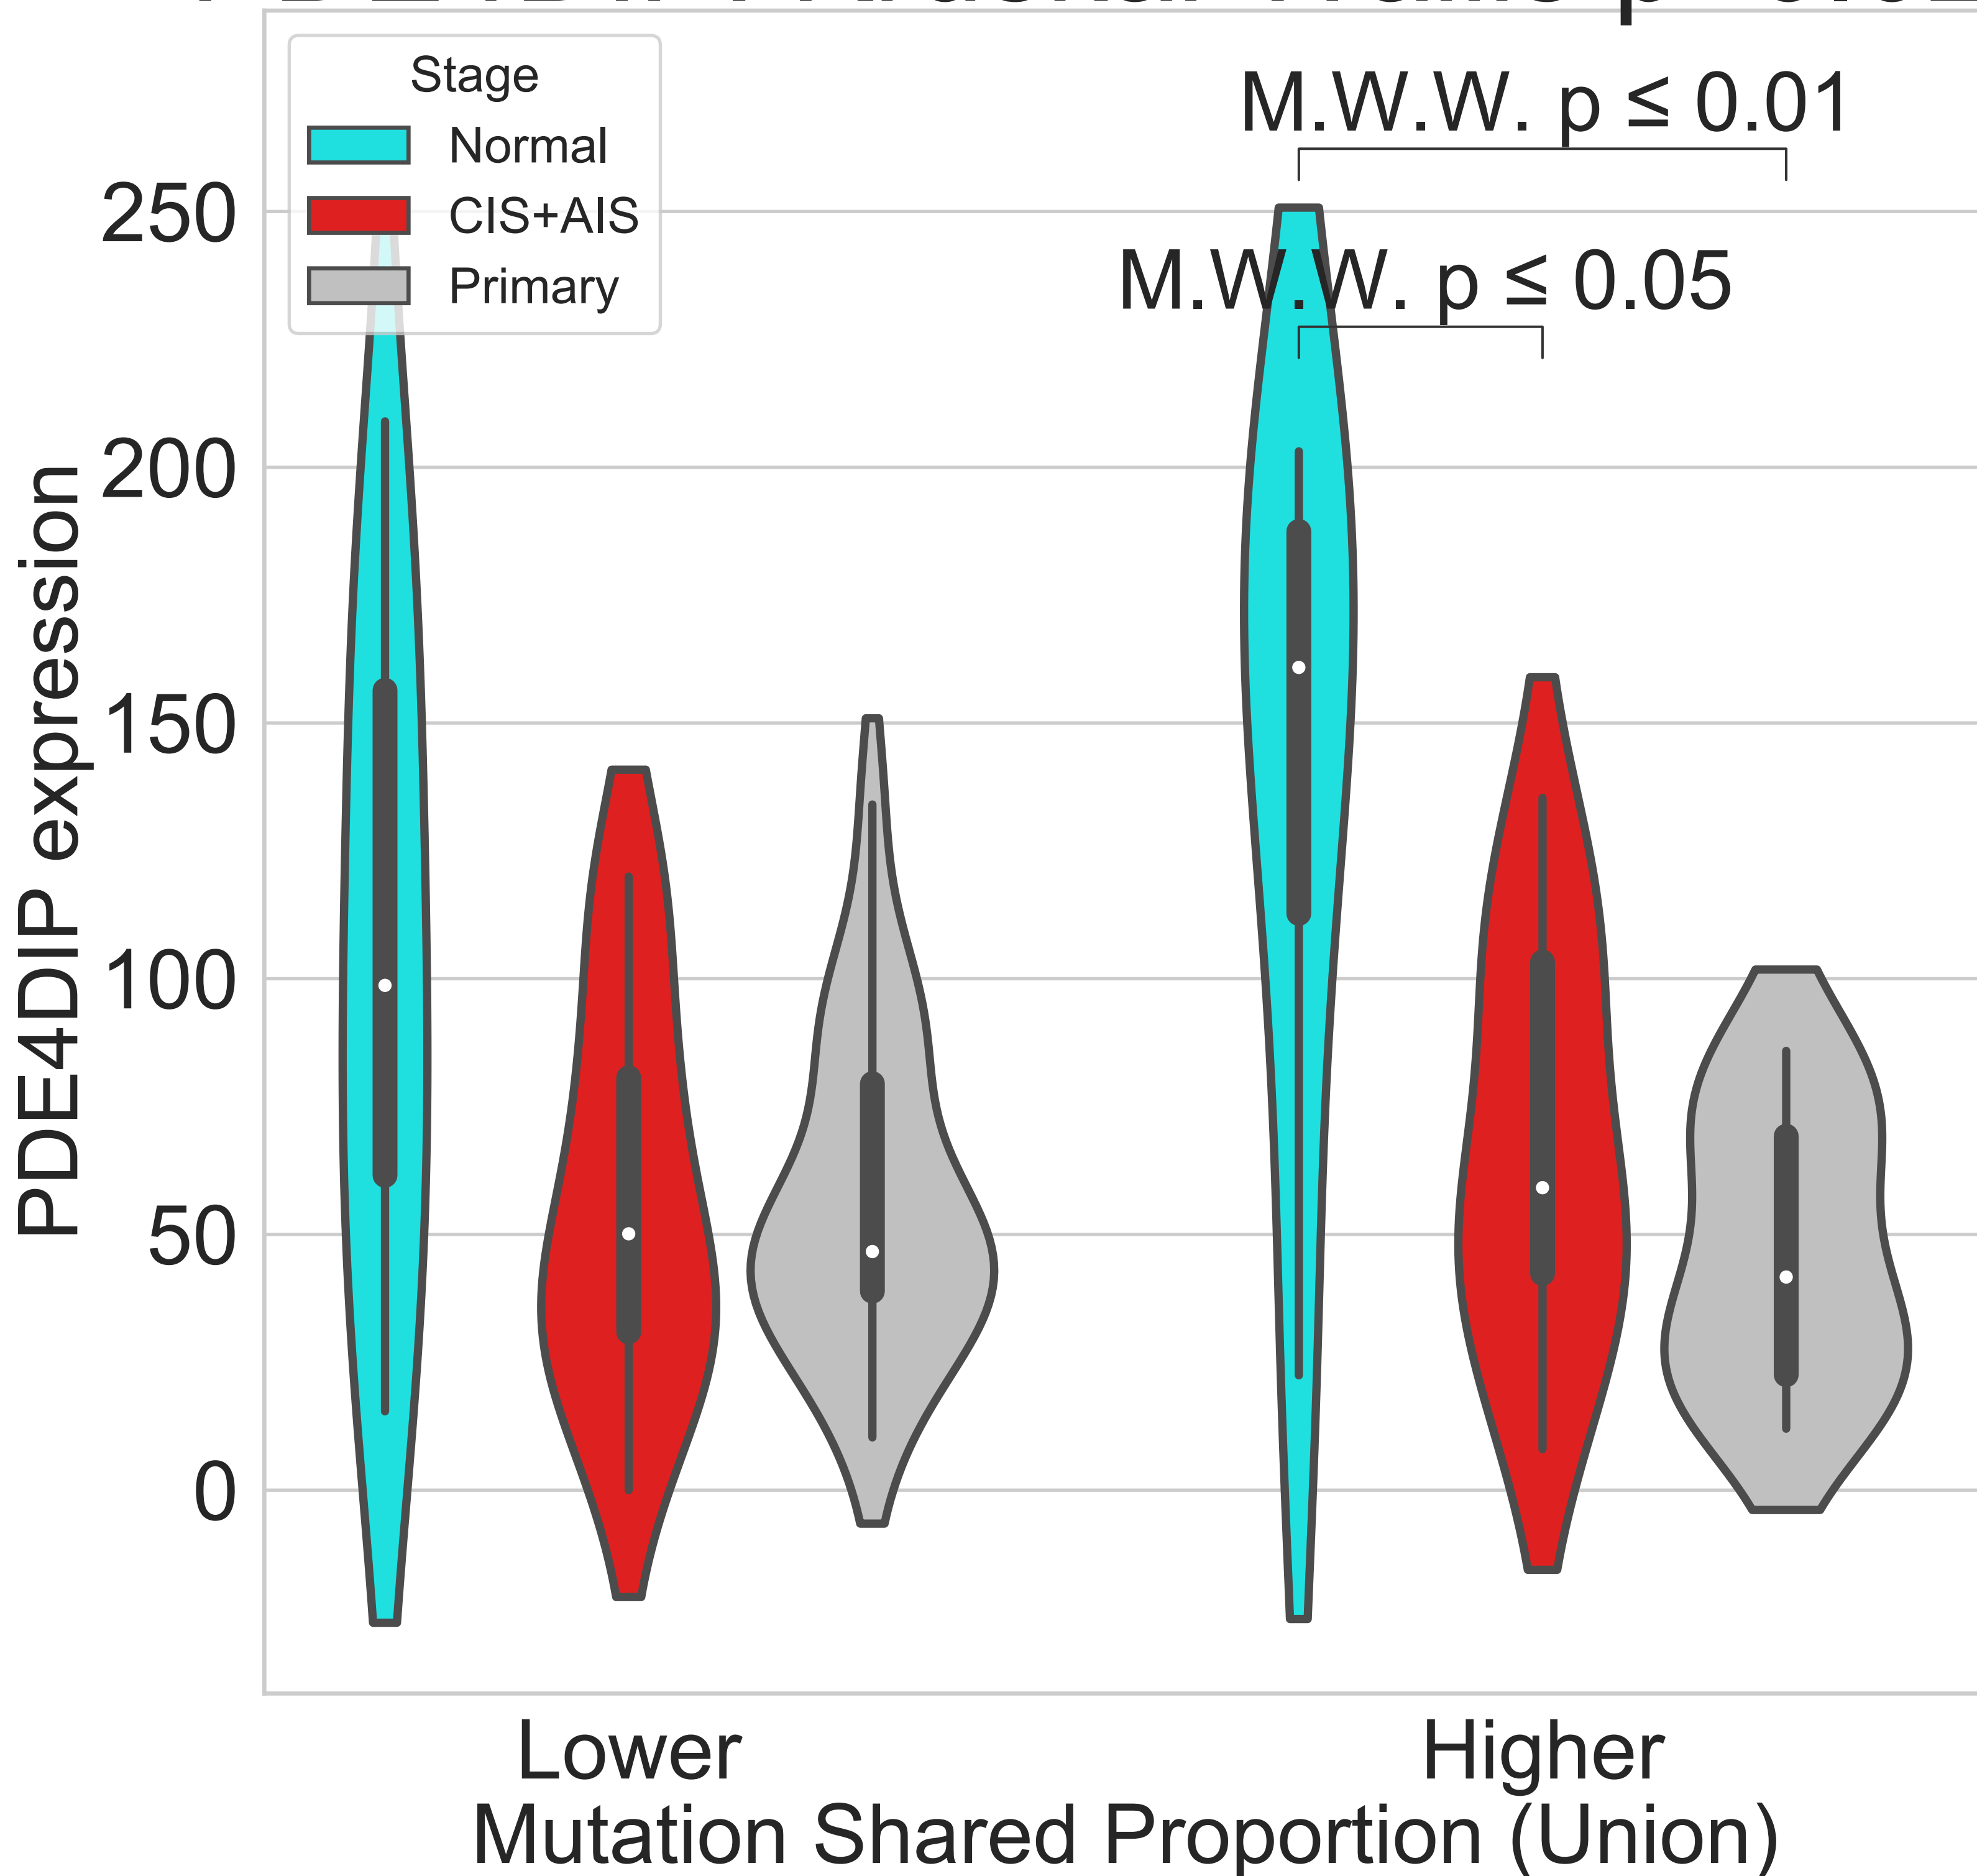 Stage
Normal
CIS+AIS
Primary
M.W.W. p ≤ 0.01
M.W.W. p ≤ 0.05
250
200
150
100
50
0
PDE4DIP expression
Lower
Higher
Mutation Shared Proportion (Union)